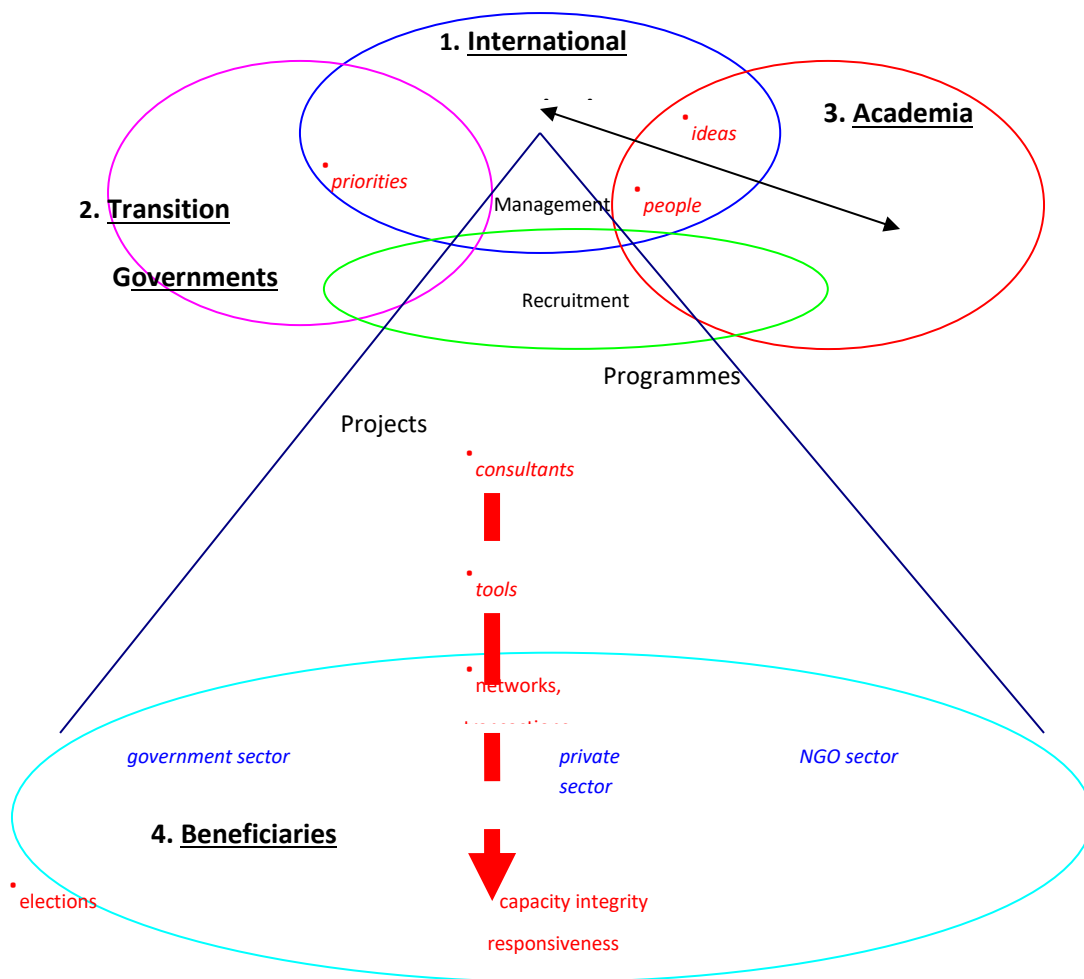 1. International
3. Academia
• ideas
• priorities
• people
2. Transition
Management
Governments
Recruitment
Programmes
Projects
• consultants
• tools
• networks,
government sector
private
sector
NGO sector
4. Beneficiaries
• elections
capacity integrity
responsiveness